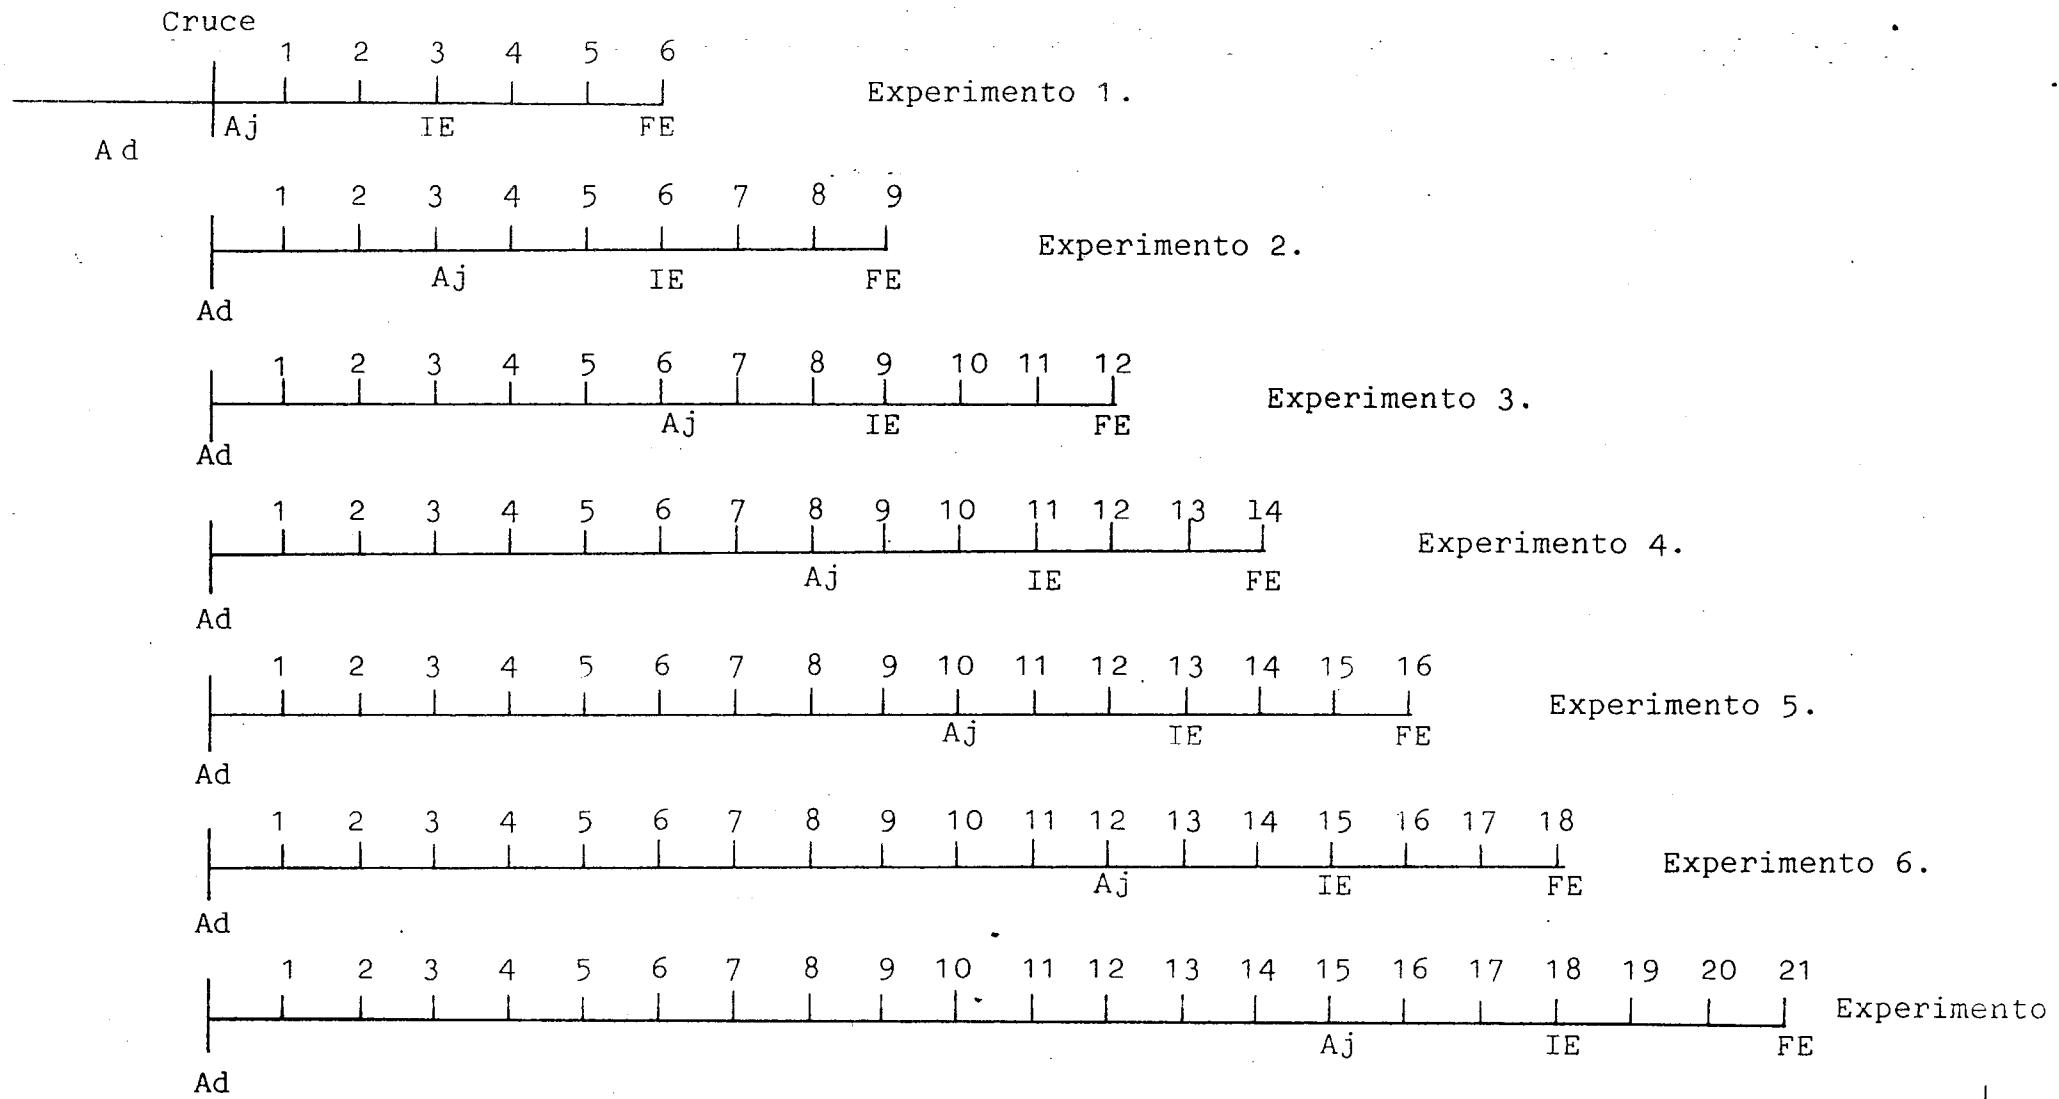 Cruce
1 2 3 4 5 6
Experimento 1.
Aj IE FE
Ad
1 2 3 4 5 6 7 8 9
Experimento 2.
Aj IE FE
Ad
1 2 3 4 5 6 7 8 9 10 11 12
Experimento 3.
Aj IE FE
Ad
1 2 3 4 5 6 7 8 9 10 11 12 13 14
Experimento 4.
Aj IE FE
Ad
1 2 3 4 5 6 7 8 9 10 11 12 13 14 15 16
Experimento 5.
Aj IE FE
Ad
1 2 3 4 5 6 7 8 9 10 11 12 13 14 15 16 17 18
Experimento 6.
Aj IE FE
Ad
1 2 3 4 5 6 7 8 9 10 11 12 13 14 15 16 17 18 19 20 21
Experimento
Aj IE FE
Ad